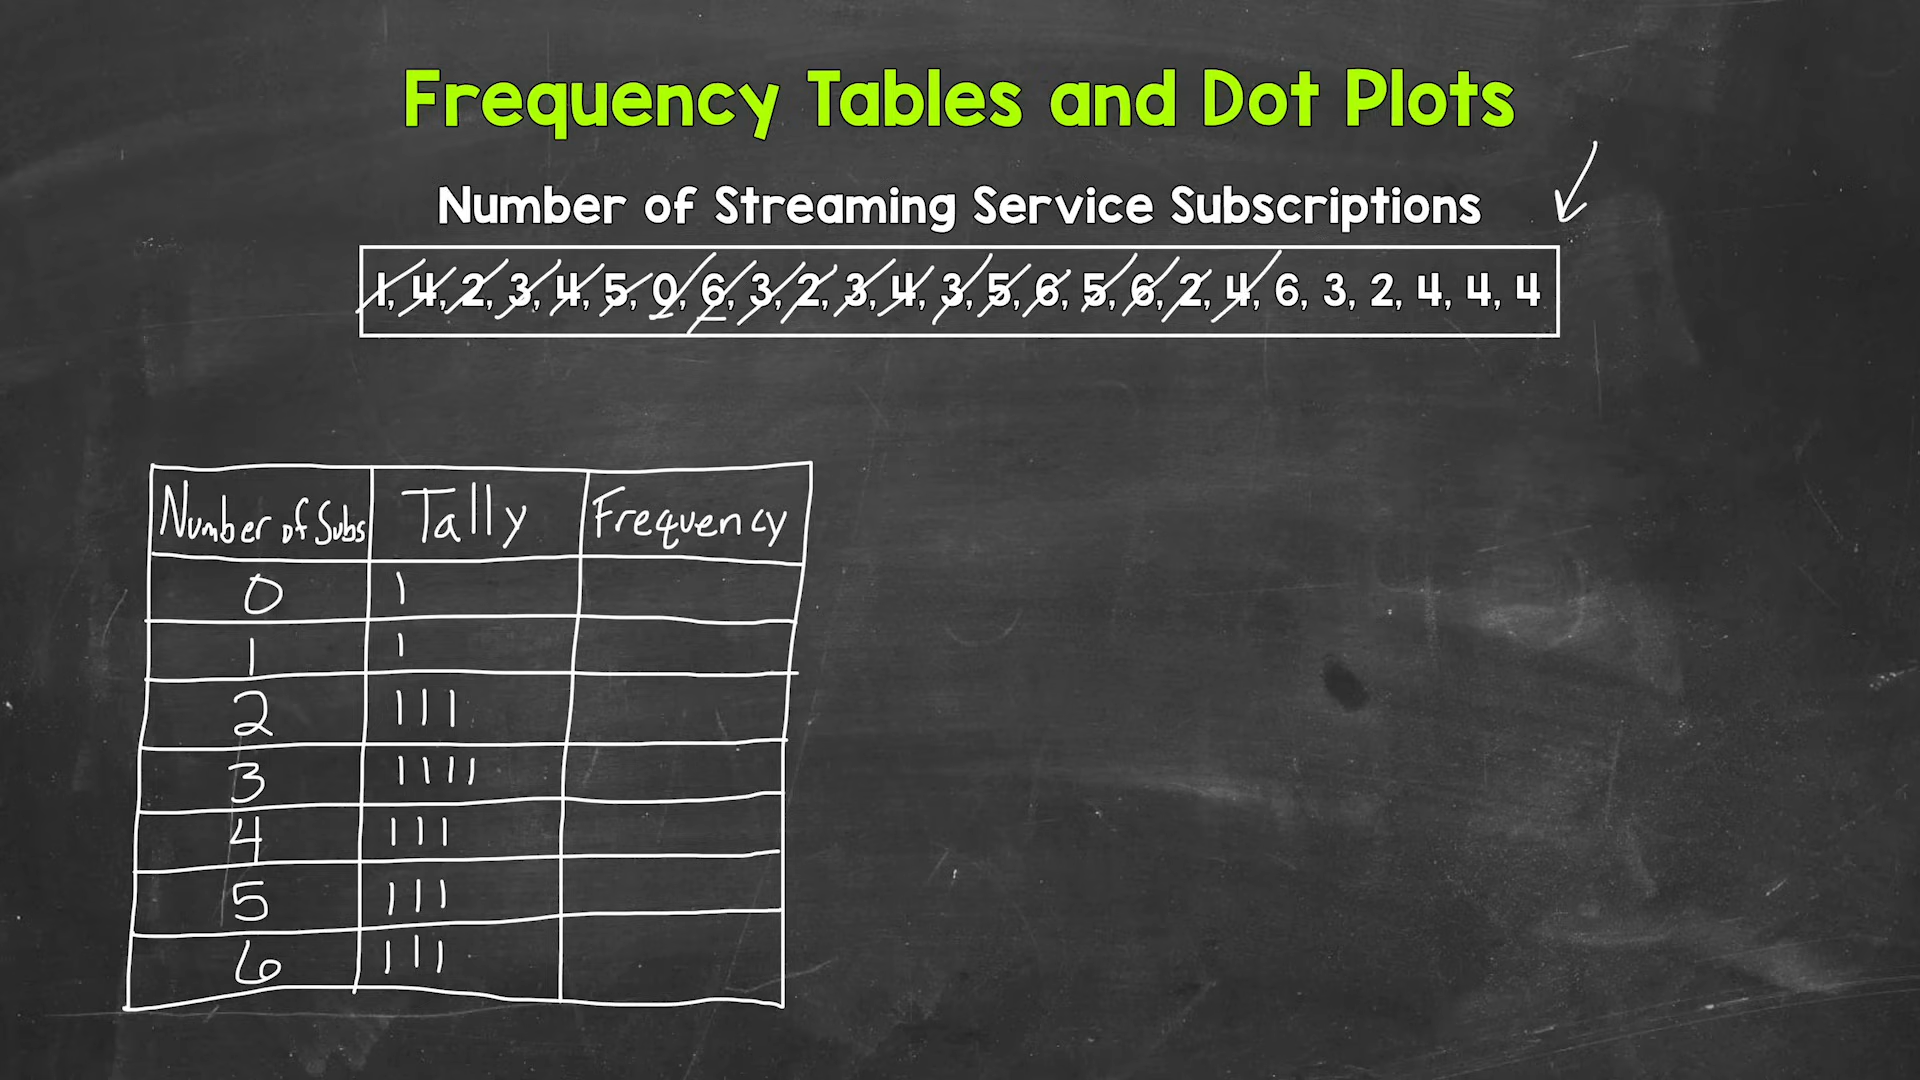 Frequency Tables and Dot Plots
Number of Streaming Service Subscriptions
1, 4, 2, 3, 4, 5, 0, 6, 3, 2, 3, 4, 3, 5, 6, 5, 6, 2, 4, 6, 3, 2, 4, 4, 4
Number of Subs Tally Frequency
0 |
1 |
2 |||
3 ||||
4 |||
5 |||
6 |||